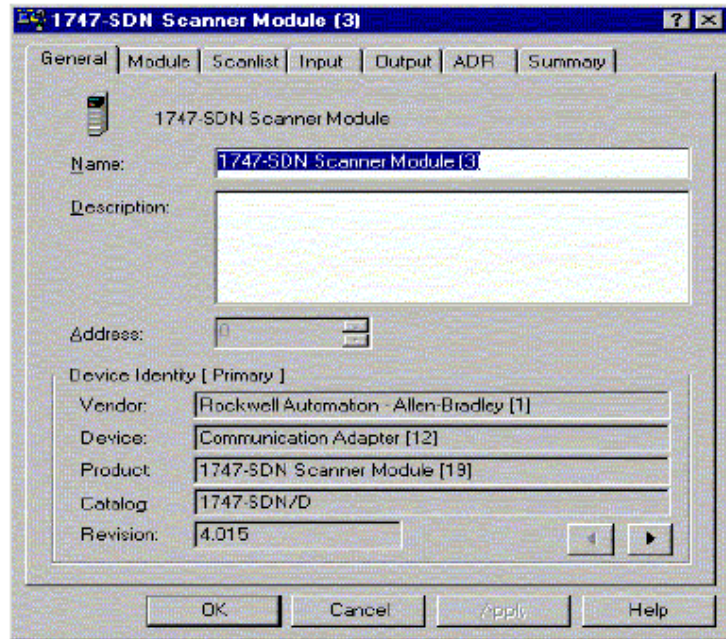 1747-SDN Scanner Module (3)
General Module Scanlist Input Output ADR Summary
1747-SDN Scanner Module
Name: 1747-SDN Scanner Module (3)
Description:
Address: 0
Device Identity [ Primary ]
Vendor: Rockwell Automation - Allen-Bradley [1]
Device: Communication Adapter [12]
Product: 1747-SDN Scanner Module [19]
Catalog: 1747-SDN/D
Revision: 4.015
OK Cancel Apply Help